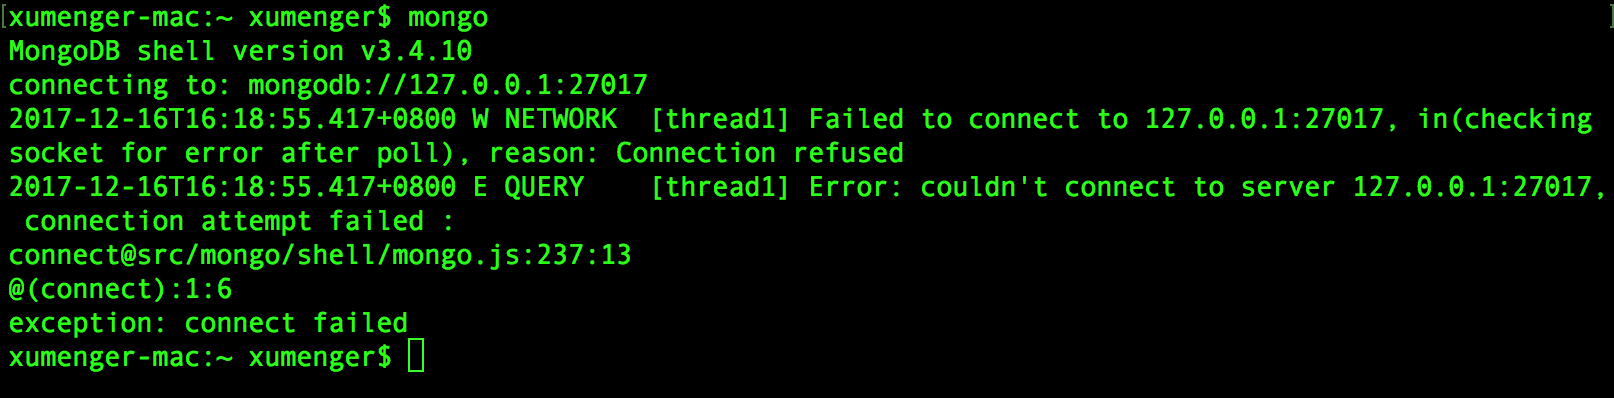 [xumenger-mac:~ xumenger$ mongo ]
MongoDB shell version v3.4.10
connecting to: mongodb://127.0.0.1:27017
2017-12-16T16:18:55.417+0800 W NETWORK  [thread1] Failed to connect to 127.0.0.1:27017, in(checking
socket for error after poll), reason: Connection refused
2017-12-16T16:18:55.417+0800 E QUERY    [thread1] Error: couldn't connect to server 127.0.0.1:27017,
 connection attempt failed :
connect@src/mongo/shell/mongo.js:237:13
@(connect):1:6
exception: connect failed
xumenger-mac:~ xumenger$